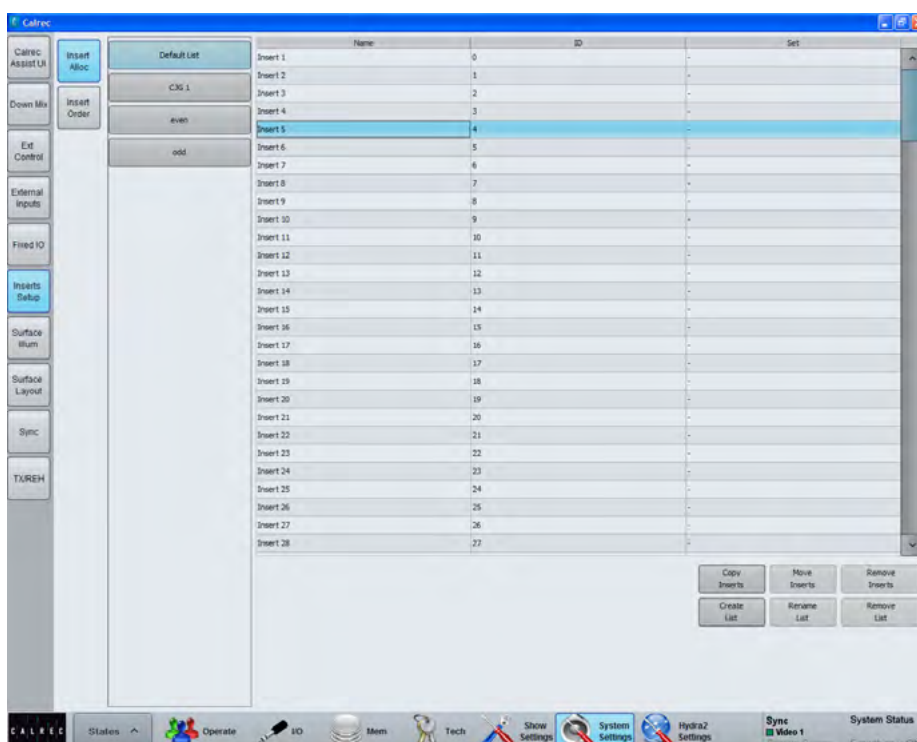 Calrec
Calrec
Assist UI
Down Mix
Ext
Control
External
Inputs
Fixed IO
Inserts
Setup
Surface
Illum
Surface
Layout
Sync
TX/REH
Insert
Alloc
Insert
Order
Default List
CJG 1
even
odd
Name ID Set
Insert 1 0 -
Insert 2 1 -
Insert 3 2 -
Insert 4 3 -
Insert 5 4 -
Insert 6 5 -
Insert 7 6 -
Insert 8 7 -
Insert 9 8 -
Insert 10 9 -
Insert 11 10 -
Insert 12 11 -
Insert 13 12 -
Insert 14 13 -
Insert 15 14 -
Insert 16 15 -
Insert 17 16 -
Insert 18 17 -
Insert 19 18 -
Insert 20 19 -
Insert 21 20 -
Insert 22 21 -
Insert 23 22 -
Insert 24 23 -
Insert 25 24 -
Insert 26 25 -
Insert 27 26 -
Insert 28 27 -
Copy
Inserts
Move
Inserts
Remove
Inserts
Create
List
Rename
List
Remove
List
CALREC
States
Operate
I/O
Mem
Tech
Show
Settings
System
Settings
Hydra2
Settings
Sync
Video 1
System Status